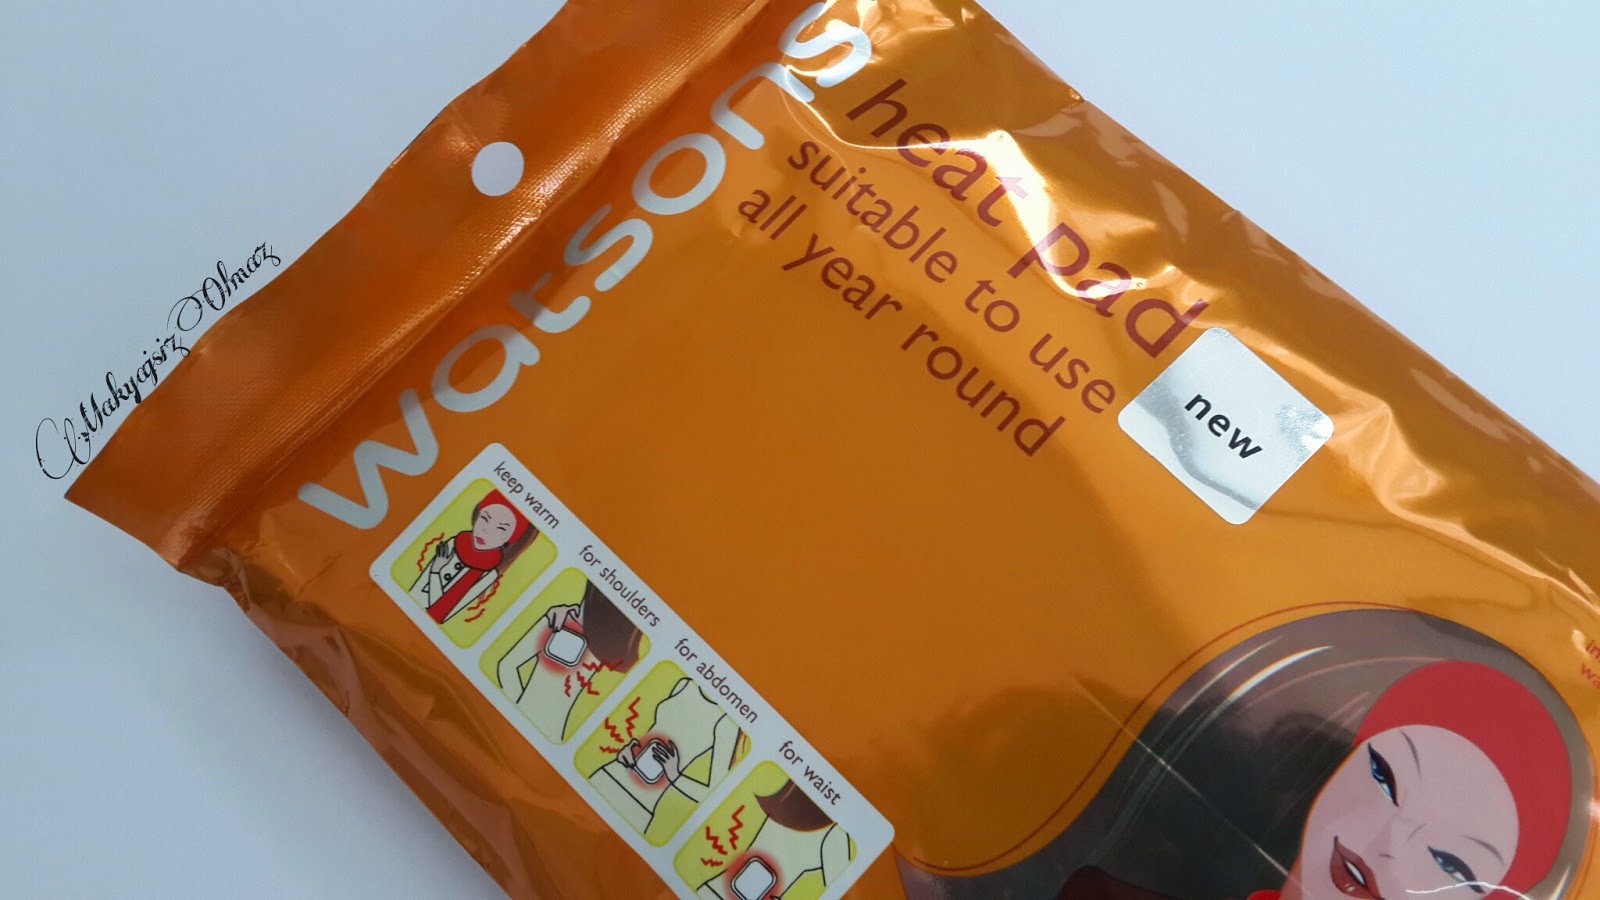 watsons
heat pad
suitable to use
all year round
new
keep warm
for shoulders
for abdomen
for waist
Makyajsız Olmaz